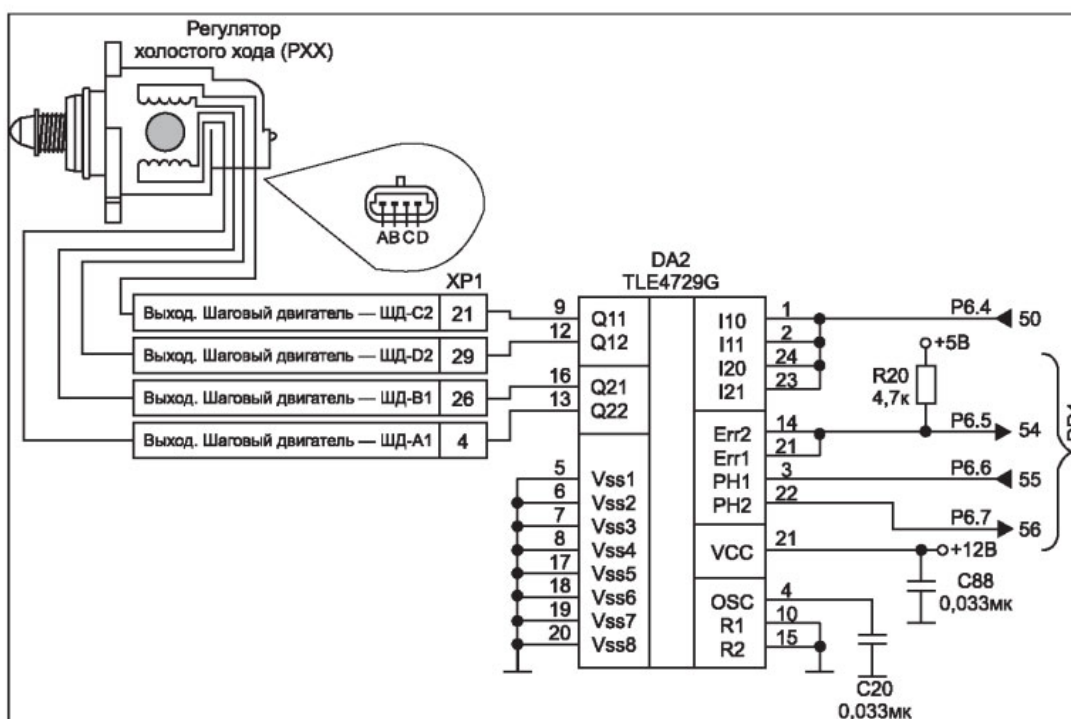 Регулятор
холостого хода (РХХ)
ABCD
XP1
Выход. Шаговый двигатель — ШД-C2 21
Выход. Шаговый двигатель — ШД-D2 29
Выход. Шаговый двигатель — ШД-B1 26
Выход. Шаговый двигатель — ШД-A1 4
DA2
TLE4729G
9 Q11
12 Q12
16 Q21
13 Q22
5 Vss1
6 Vss2
7 Vss3
8 Vss4
17 Vss5
18 Vss6
19 Vss7
20 Vss8
I10 1 P6.4 50
I11 2
I20 24
I21 23
+5В
R20
4,7к
Err2 14 P6.5 54
Err1 21
PH1 3 P6.6 55
PH2 22 P6.7 56
VCC 21 +12В
C88
0,033мк
OSC 4
R1 10
R2 15
C20
0,033мк